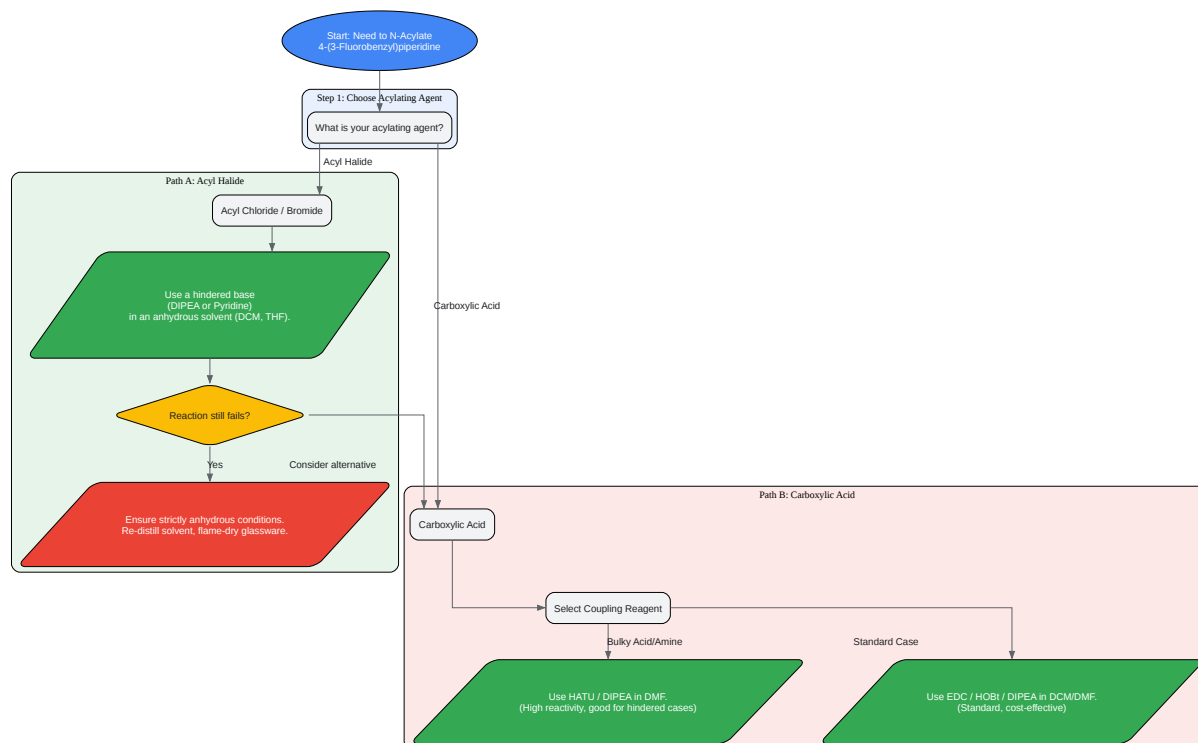 Start: Need to N-Acylate
4-(3-Fluorobenzyl)piperidine
Step 1: Choose Acylating Agent
What is your acylating agent?
Acyl Halide
Path A: Acyl Halide
Acyl Chloride / Bromide
Use a hindered base
(DIPEA or Pyridine)
in an anhydrous solvent (DCM, THF).
Carboxylic Acid
Reaction still fails?
Yes
Consider alternative
Ensure strictly anhydrous conditions.
Re-distill solvent, flame-dry glassware.
Path B: Carboxylic Acid
Carboxylic Acid
Select Coupling Reagent
Bulky Acid/Amine
Standard Case
Use HATU / DIPEA in DMF.
(High reactivity, good for hindered cases)
Use EDC / HOBt / DIPEA in DCM/DMF.
(Standard, cost-effective)